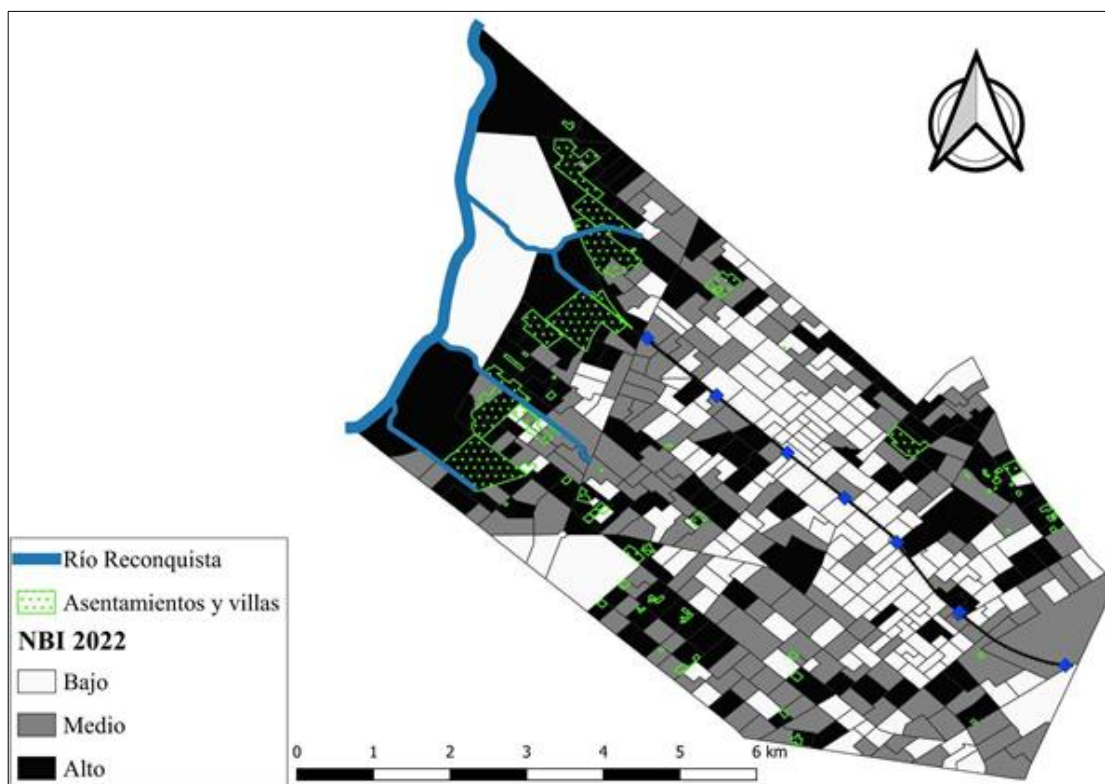 Río Reconquista
Asentamientos y villas
NBI 2022
Bajo
Medio
Alto
0 1 2 3 4 5 6 km